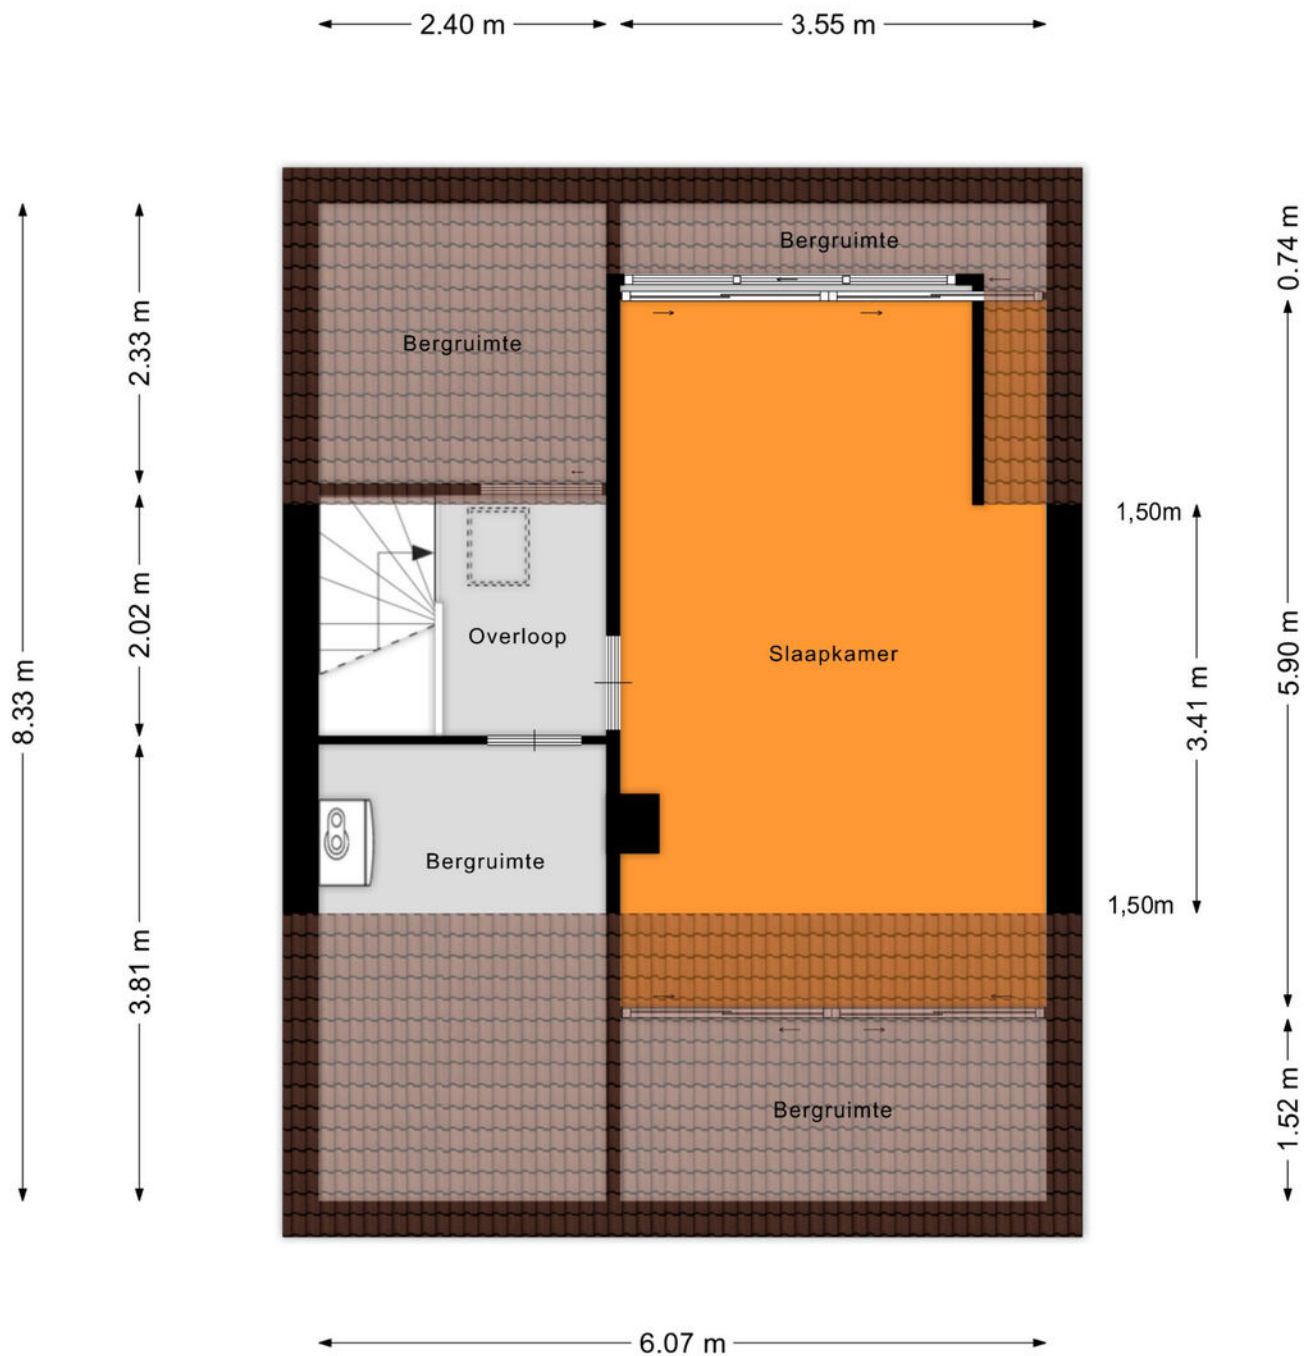 2.40 m
3.55 m
Bergruimte
0.74 m
2.33 m
Bergruimte
1,50m
2.02 m
Overloop
Slaapkamer
5.90 m
8.33 m
3.41 m
Bergruimte
1,50m
3.81 m
Bergruimte
1.52 m
6.07 m